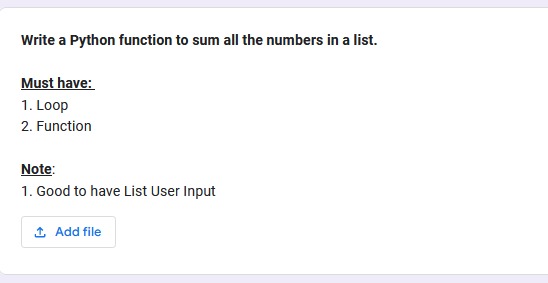 Write a Python function to sum all the numbers in a list.
Must have:
1. Loop
2. Function
Note:
1. Good to have List User Input
Add file